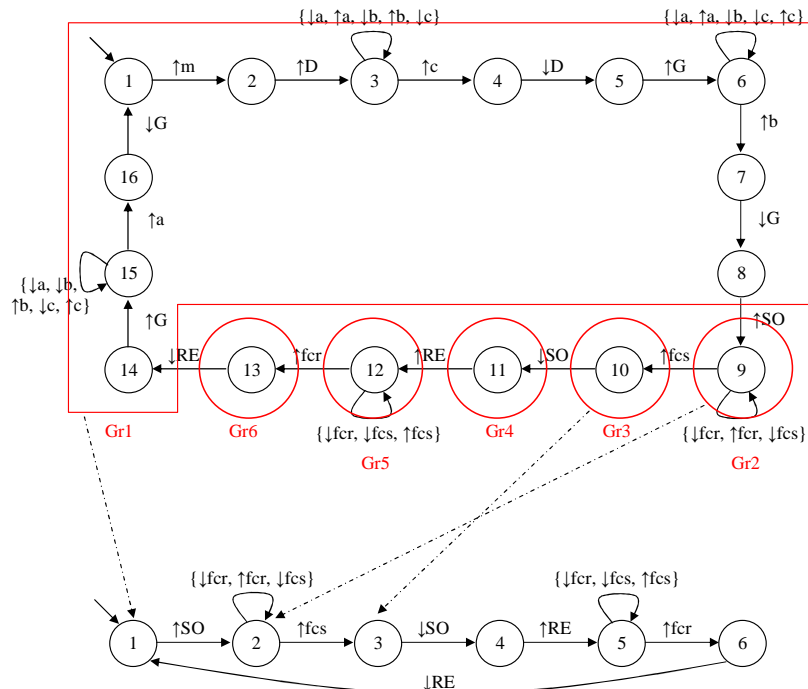 {↓a, ↑a, ↓b, ↑b, ↓c}
{↓a, ↑a, ↓b, ↓c, ↑c}
1 ↑m 2 ↑D 3 ↑c 4 ↓D 5 ↑G 6
↓G
↑b
16
7
↑a
↓G
15
8
{↓a, ↓b,
↑b, ↓c, ↑c}
↑G
↑SO
14 ↓RE 13 ↑fcr 12 ↑RE 11 ↓SO 10 ↑fcs 9
Gr1
Gr6
{↓fcr, ↓fcs, ↑fcs}
Gr4
Gr3
{↓fcr, ↑fcr, ↓fcs}
Gr5
Gr2
{↓fcr, ↑fcr, ↓fcs}
{↓fcr, ↓fcs, ↑fcs}
1 ↑SO 2 ↑fcs 3 ↓SO 4 ↑RE 5 ↑fcr 6
↓RE